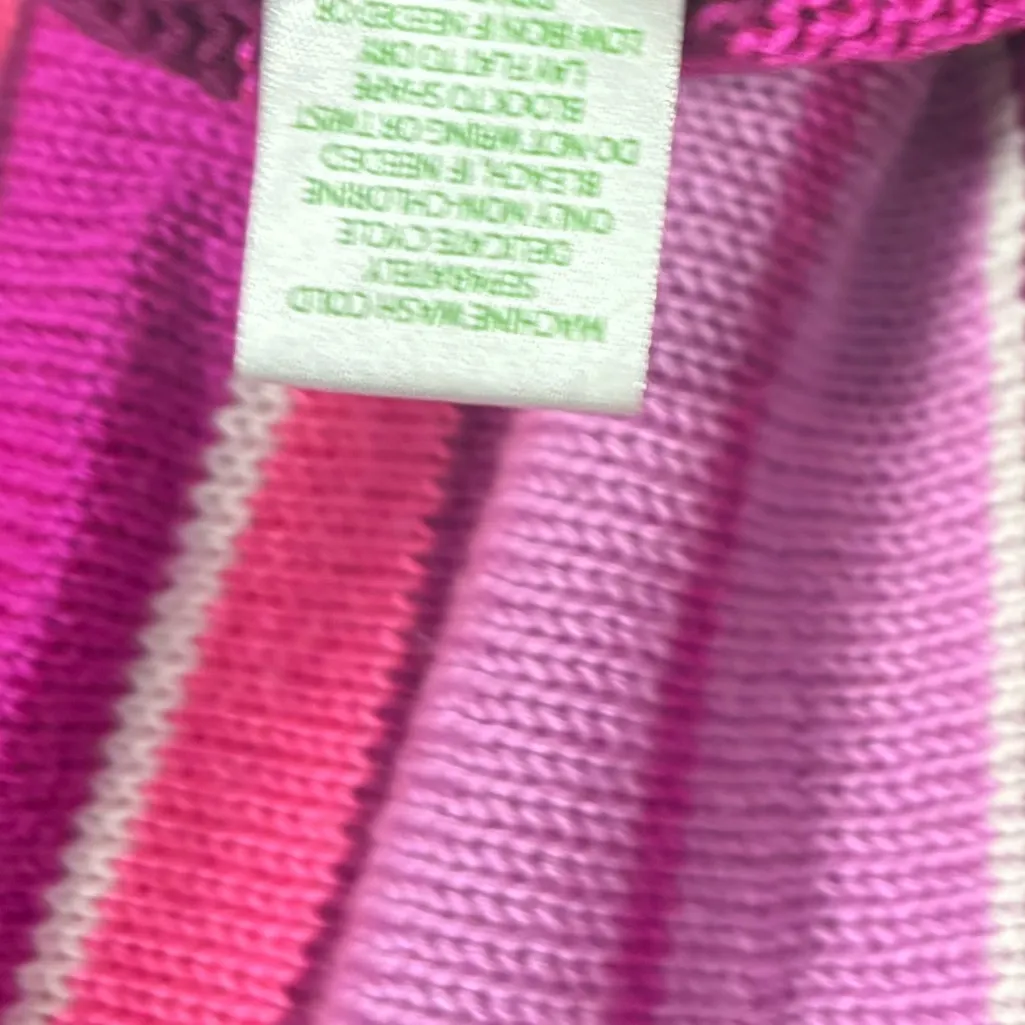 MACHINE WASH COLD
SEPARATELY
DELICATE CYCLE
ONLY NON-CHLORINE
BLEACH, IF NEEDED
DO NOT WRING OR TWIST
BLOCK TO SHAPE
LAY FLAT TO DRY
LOW IRON IF NEEDED OR